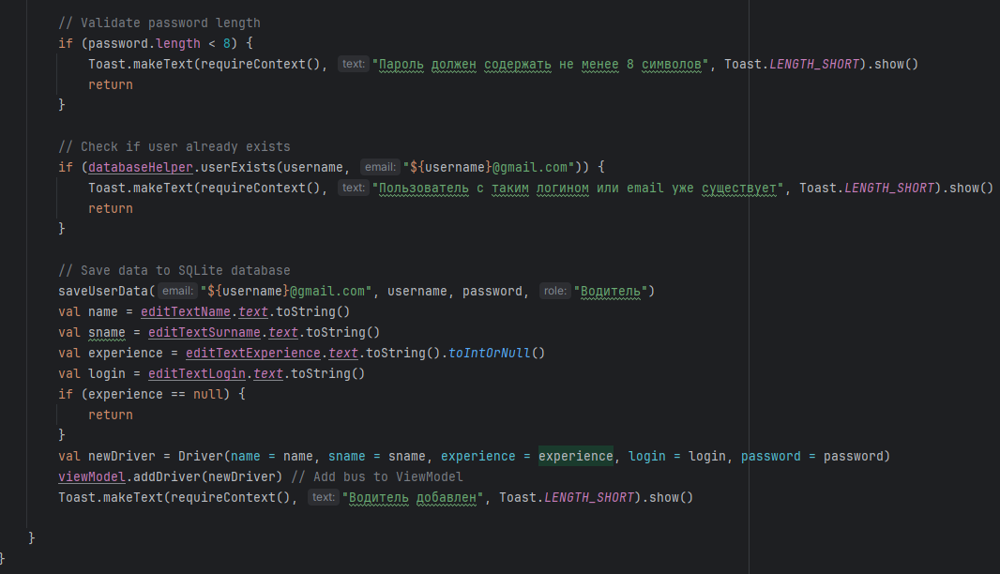 // Validate password length
if (password.length < 8) {
Toast.makeText(requireContext(), text: "Пароль должен содержать не менее 8 символов", Toast.LENGTH_SHORT).show()
return
}
// Check if user already exists
if (databaseHelper.userExists(username, email: "${username}@gmail.com")) {
Toast.makeText(requireContext(), text: "Пользователь с таким логином или email уже существует", Toast.LENGTH_SHORT).show()
return
}
// Save data to SQLite database
saveUserData( email: "${username}@gmail.com", username, password, role: "Водитель")
val name = editTextName.text.toString()
val sname = editTextSurname.text.toString()
val experience = editTextExperience.text.toString().toIntOrNull()
val login = editTextLogin.text.toString()
if (experience == null) {
return
}
val newDriver = Driver(name = name, sname = sname, experience = experience, login = login, password = password)
viewModel.addDriver(newDriver) // Add bus to ViewModel
Toast.makeText(requireContext(), text: "Водитель добавлен", Toast.LENGTH_SHORT).show()
}
}